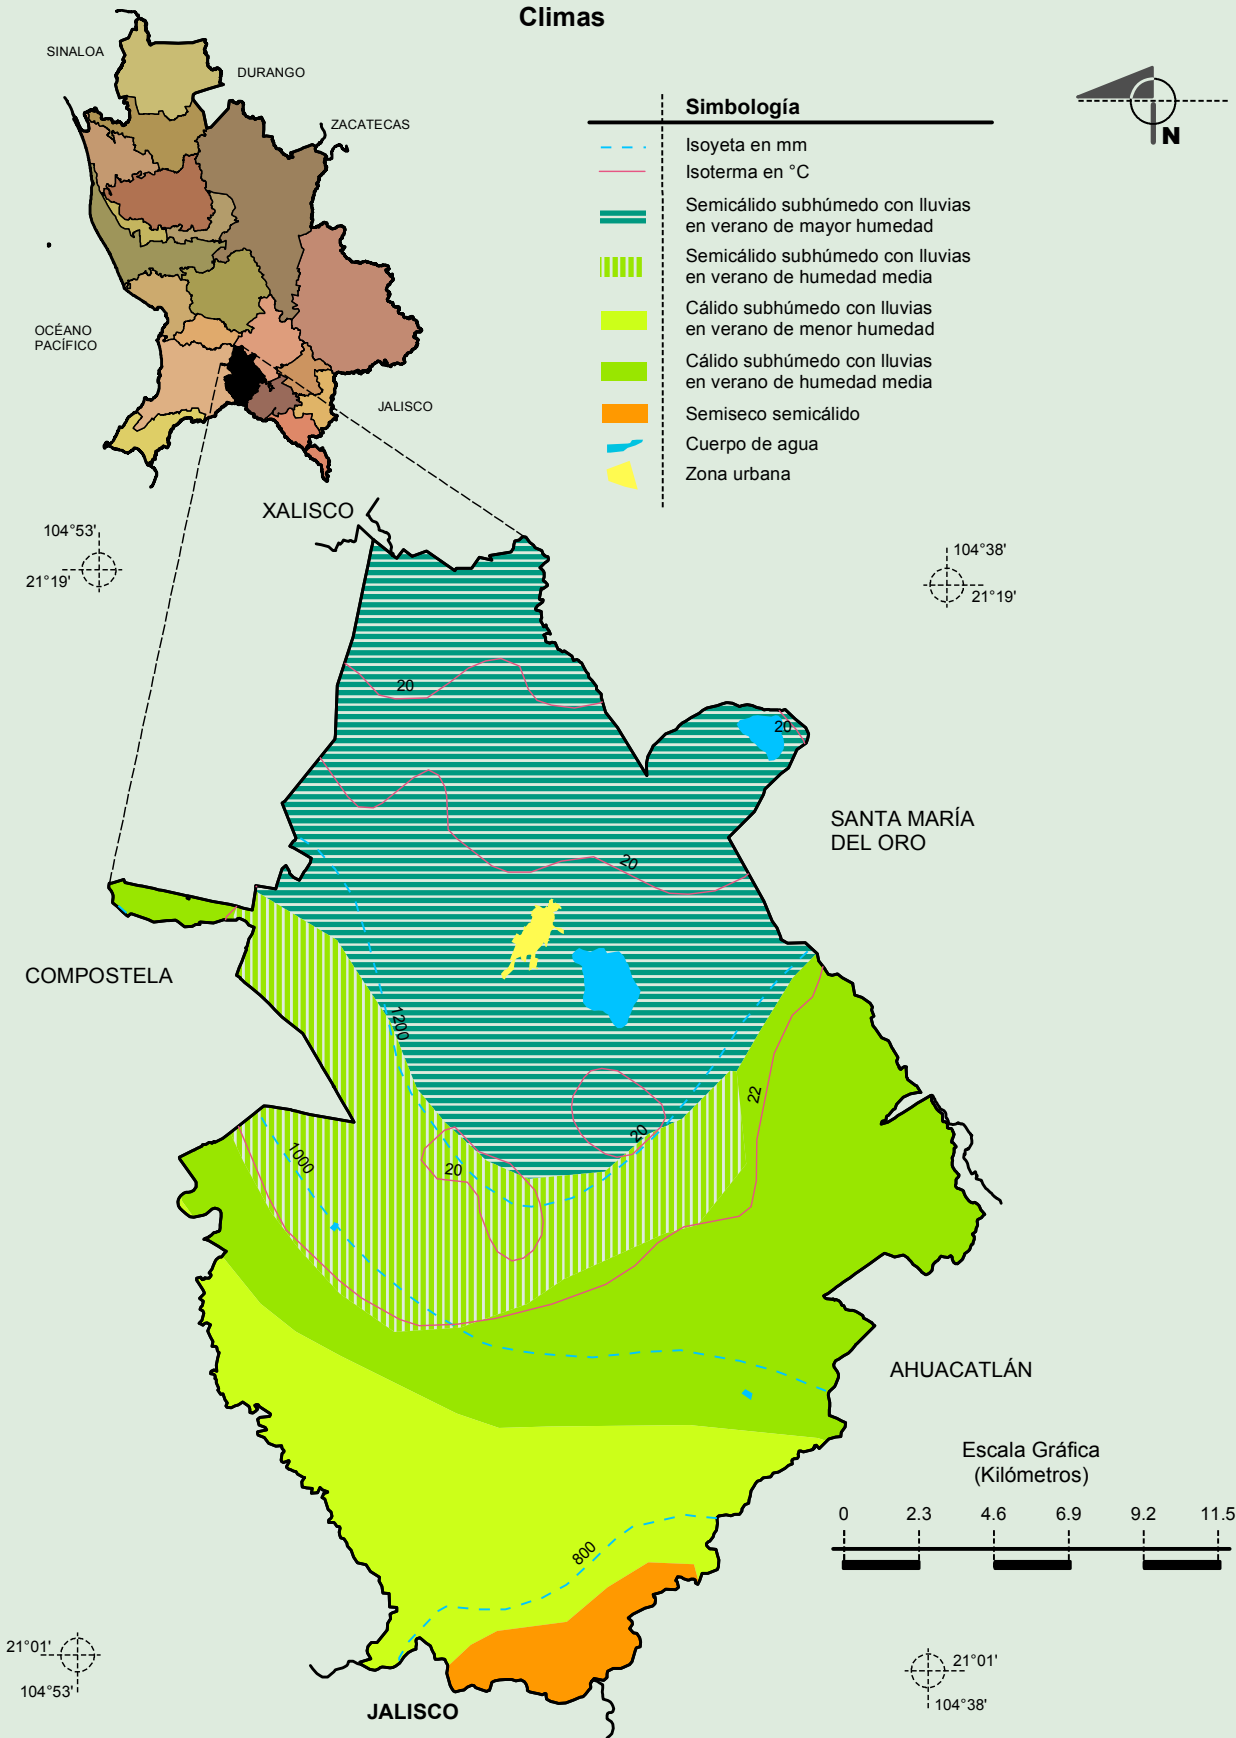 Climas
SINALOA
DURANGO
ZACATECAS
OCÉANO
PACÍFICO
JALISCO
Simbología
Isoyeta en mm
Isoterma en °C
Semicálido subhúmedo con lluvias
en verano de mayor humedad
Semicálido subhúmedo con lluvias
en verano de humedad media
Cálido subhúmedo con lluvias
en verano de menor humedad
Cálido subhúmedo con lluvias
en verano de humedad media
Semiseco semicálido
Cuerpo de agua
Zona urbana
N
XALISCO
104°53'
21°19'
104°38'
21°19'
20
20
SANTA MARÍA
DEL ORO
20
COMPOSTELA
1200
22
20
1000
20
AHUACATLÁN
Escala Gráfica
(Kilómetros)
0 2.3 4.6 6.9 9.2 11.5
800
21°01'
104°53'
21°01'
104°38'
JALISCO